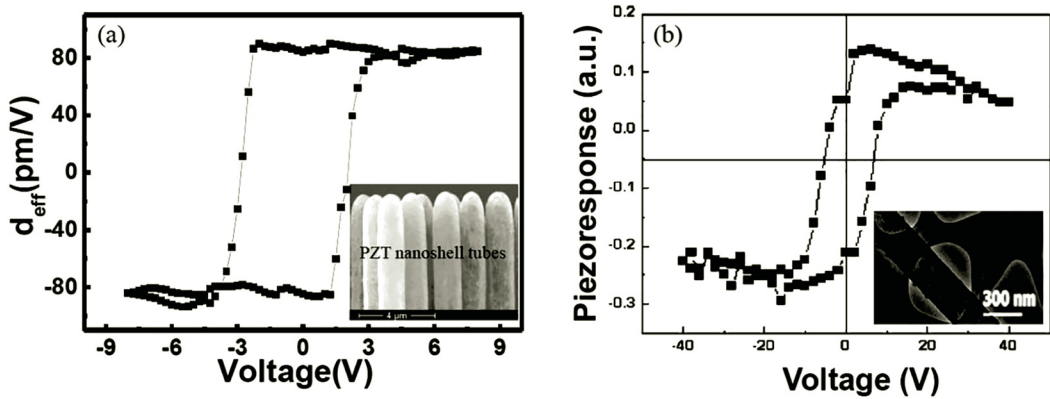 (a)
d_eff(pm/V)
80
40
0
-40
-80
PZT nanoshell tubes
4 µm
-9 -6 -3 0 3 6 9
Voltage(V)
(b)
Piezoresponse (a.u.)
0.2
0.1
0.0
-0.1
-0.2
-0.3
300 nm
-40 -20 0 20 40
Voltage (V)